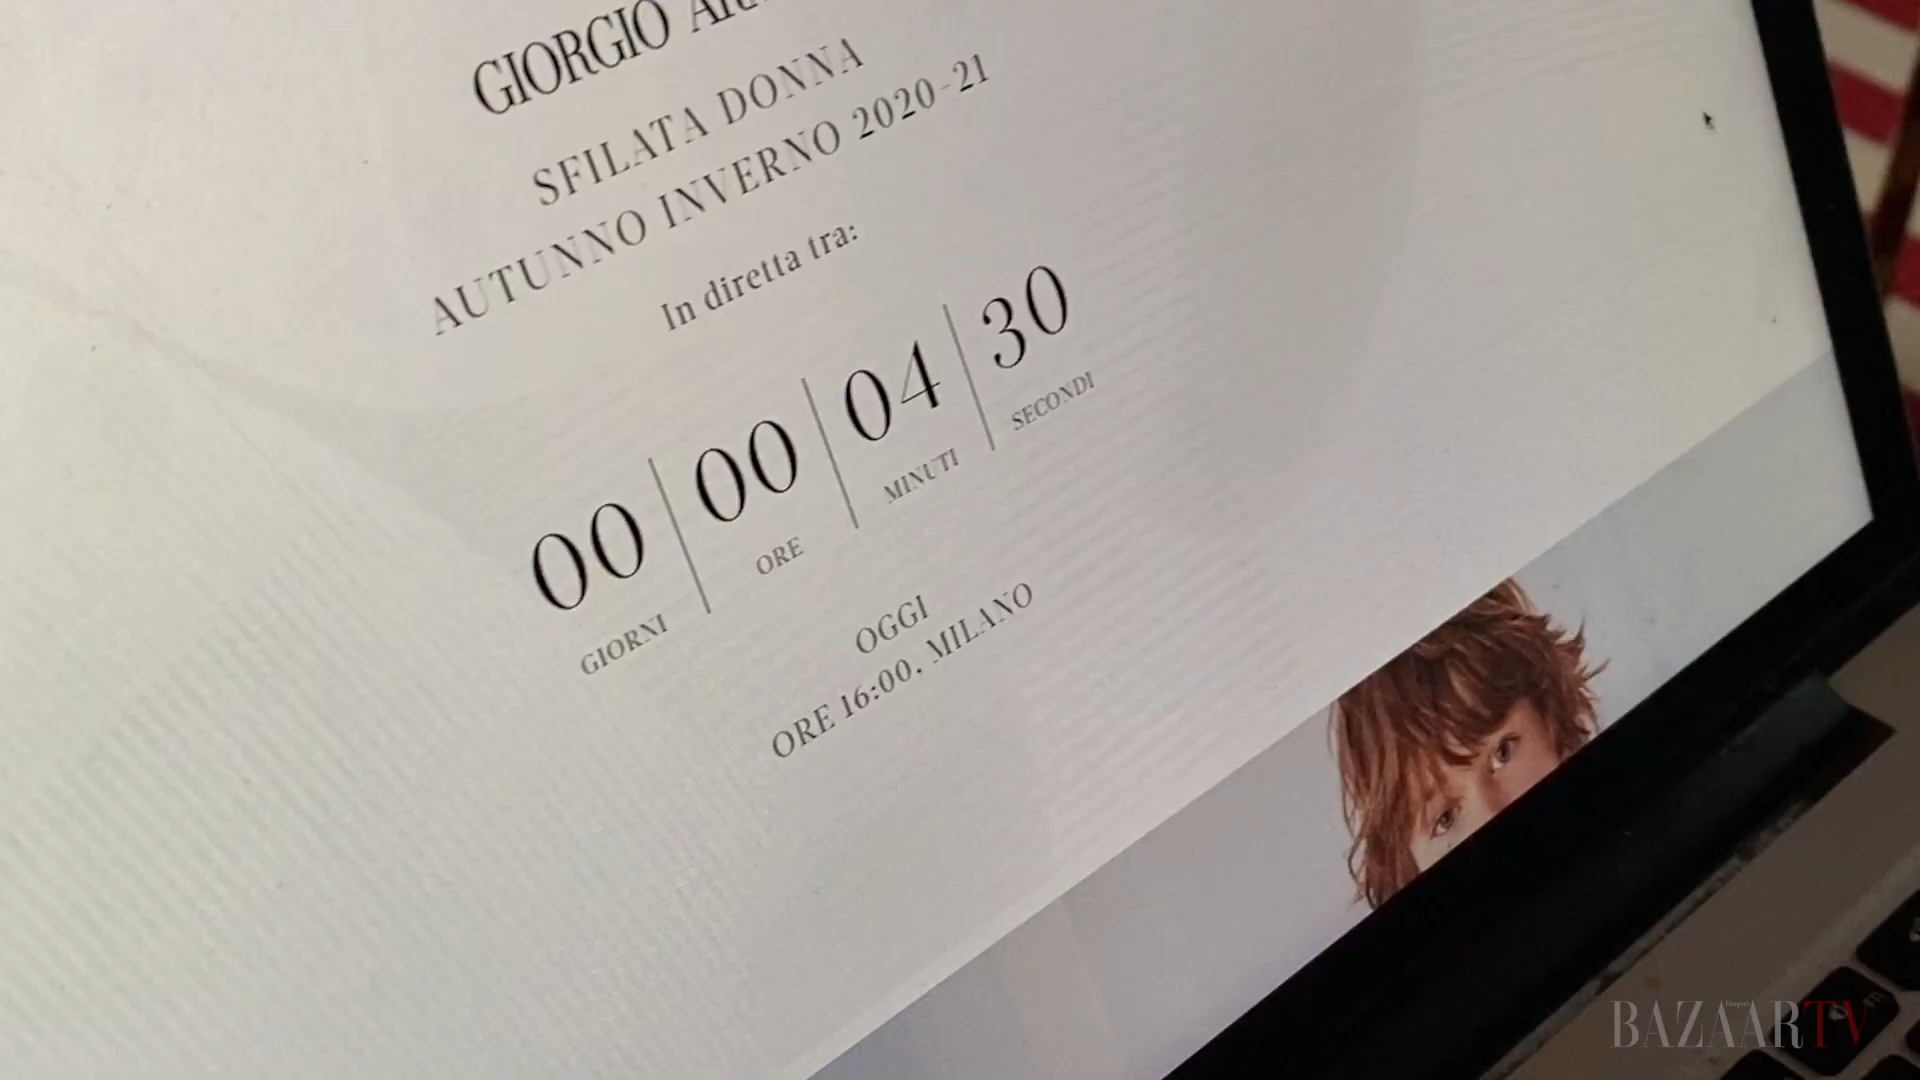 GIORGIO
SFILATA DONNA
AUTUNNO INVERNO 2020-21
In diretta tra:
00 00 04 30
GIORNI ORE MINUTI SECONDI
OGGI
ORE 16:00, MILANO
Harper's
BAZAARTV